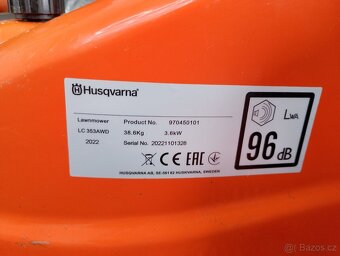 Husqvarna
Lawnmower Product No. 970450101
LC 353AWD 38.6Kg 3.6kW
2022 Serial No. 20221101328
HUSQVARNA AB, SE-561 82 HUSKVARNA, SWEDEN
LWA
96 dB
Bazos.cz